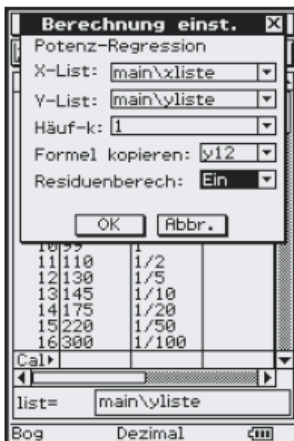 Berechnung einst.
Potenz-Regression
X-List: main\xliste
Y-List: main\yliste
Häuf-k: 1
Formel kopieren: y12
Residuenberech: Ein
OK Abbr.
10 99 1
11 110 1/2
12 130 1/5
13 145 1/10
14 175 1/20
15 220 1/50
16 300 1/100
Cal▸
list= main\yliste
Bog Dezimal